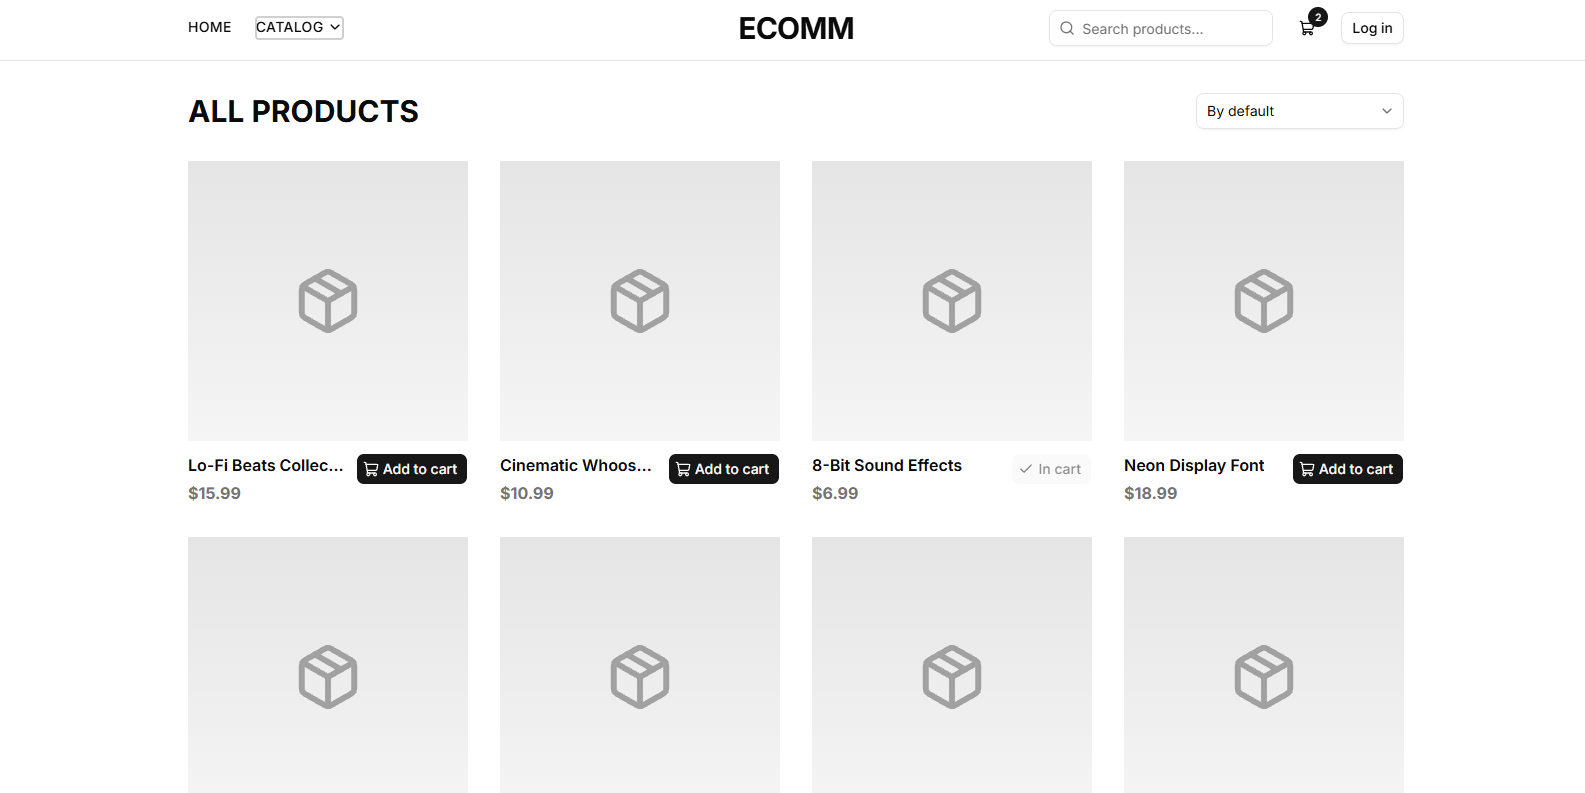 HOME
CATALOG
ECOMM
Search products...
2
Log in
ALL PRODUCTS
By default
Lo-Fi Beats Collec...
Add to cart
$15.99
Cinematic Whoos...
Add to cart
$10.99
8-Bit Sound Effects
In cart
$6.99
Neon Display Font
Add to cart
$18.99